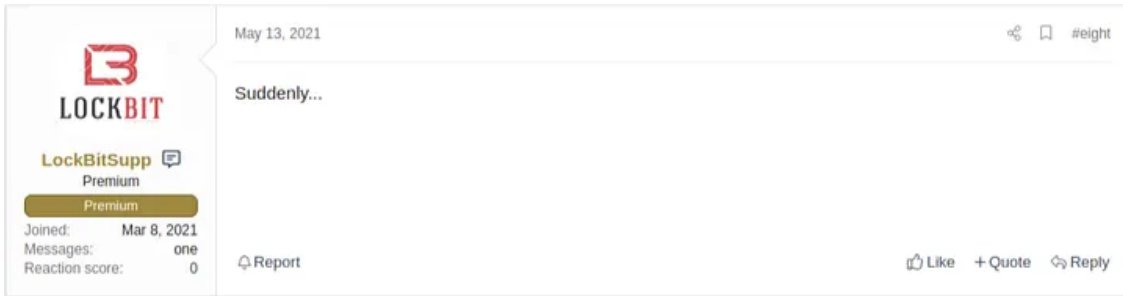 May 13, 2021
#eight
LOCKBIT
Suddenly...
LockBitSupp
Premium
Premium
Joined: Mar 8, 2021
Messages: one
Reaction score: 0
Report
Like
+ Quote
Reply